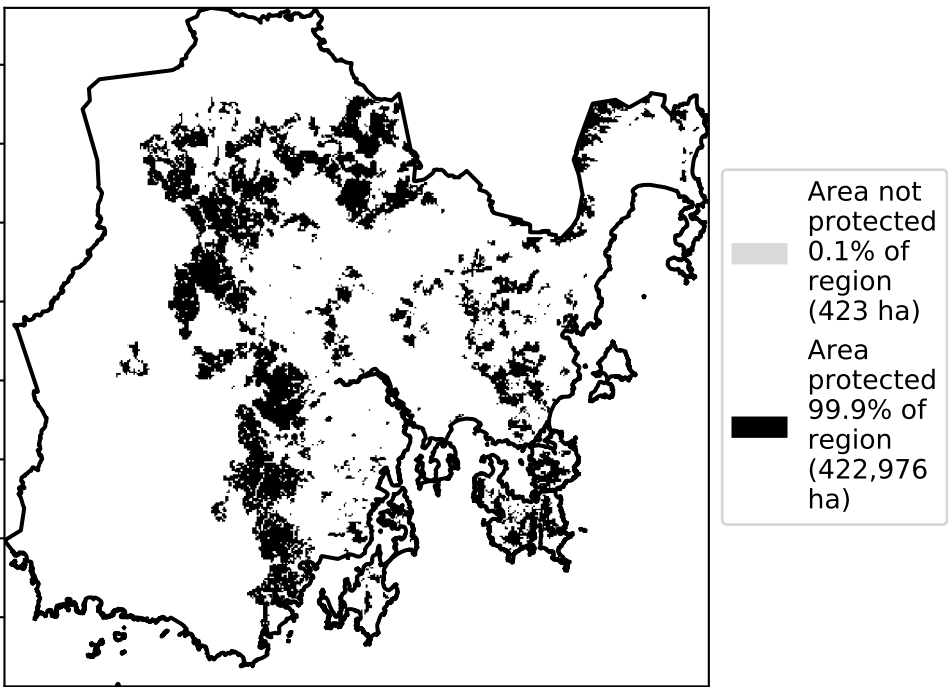 Area not
protected
0.1% of
region
(423 ha)
Area
protected
99.9% of
region
(422,976
ha)